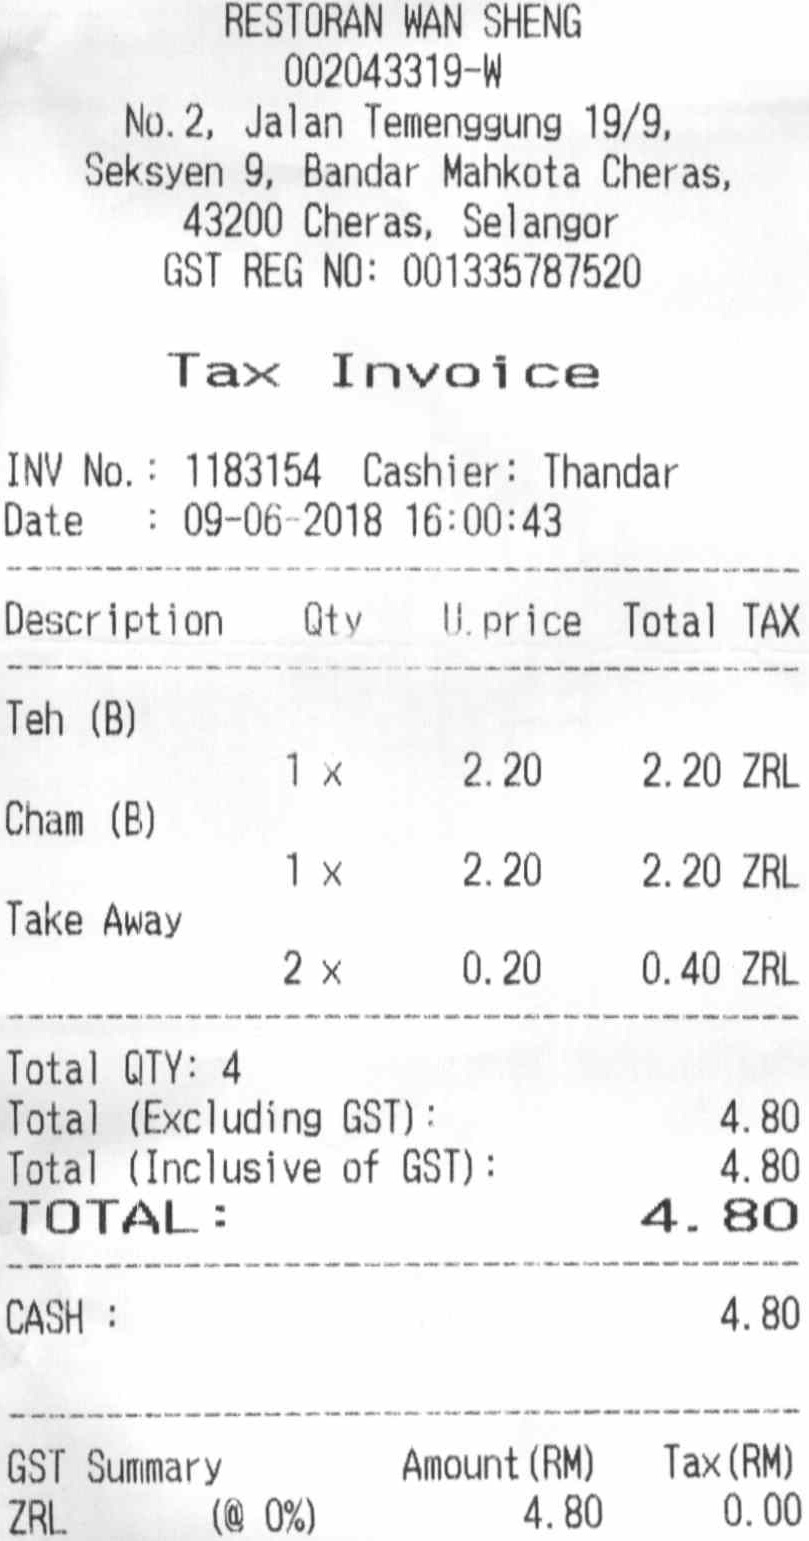 RESTORAN WAN SHENG
002043319-W
No.2, Jalan Temenggung 19/9,
Seksyen 9, Bandar Mahkota Cheras,
43200 Cheras, Selangor
GST REG NO: 001335787520
Tax Invoice
INV No.: 1183154 Cashier: Thandar
Date : 09-06-2018 16:00:43
Description Qty U.price Total TAX
Teh (B)
1 x 2.20 2.20 ZRL
Cham (B)
1 x 2.20 2.20 ZRL
Take Away
2 x 0.20 0.40 ZRL
Total QTY: 4
Total (Excluding GST): 4.80
Total (Inclusive of GST): 4.80
TOTAL: 4.80
CASH : 4.80
GST Summary Amount(RM) Tax(RM)
ZRL (@ 0%) 4.80 0.00